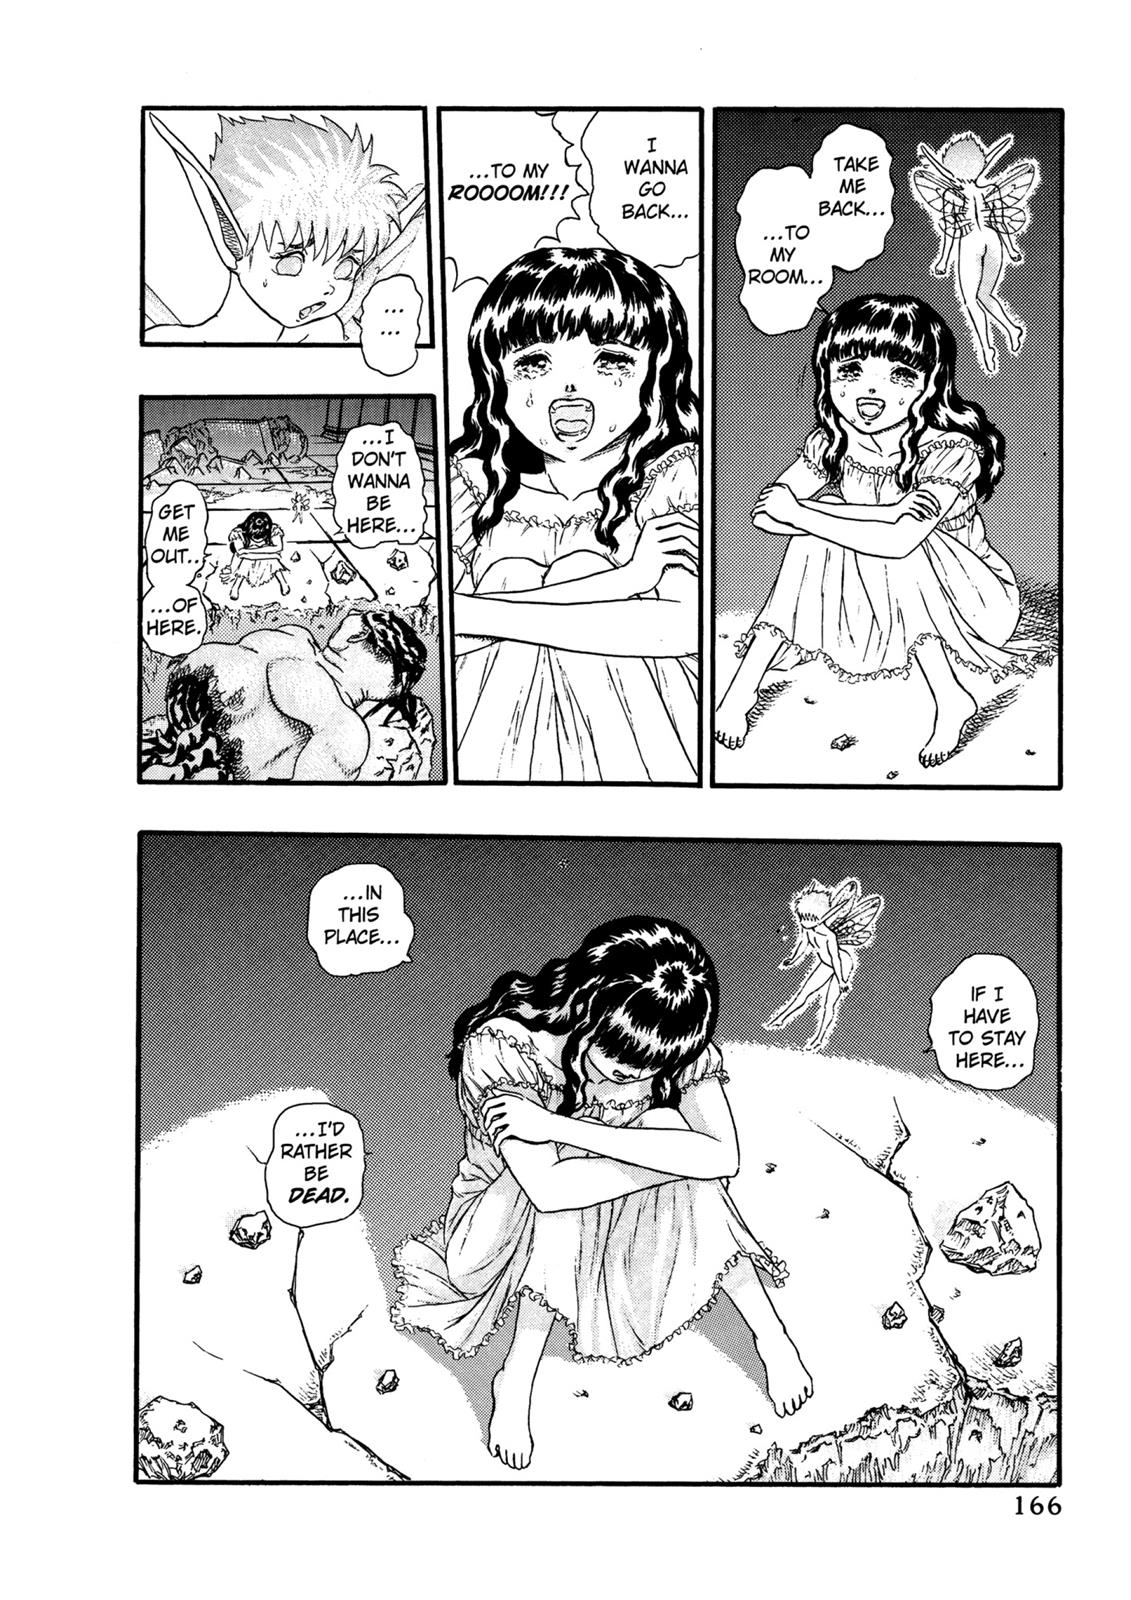 TAKE
ME
BACK...
...TO
MY
ROOM...
I
WANNA
GO
BACK...
...TO MY
ROOOOM!!!
...
...
...I
DON'T
WANNA
BE
HERE...
GET
ME
OUT...
...OF
HERE.
IF I
HAVE
TO STAY
HERE...
...IN
THIS
PLACE...
...I'D
RATHER
BE
DEAD.
166